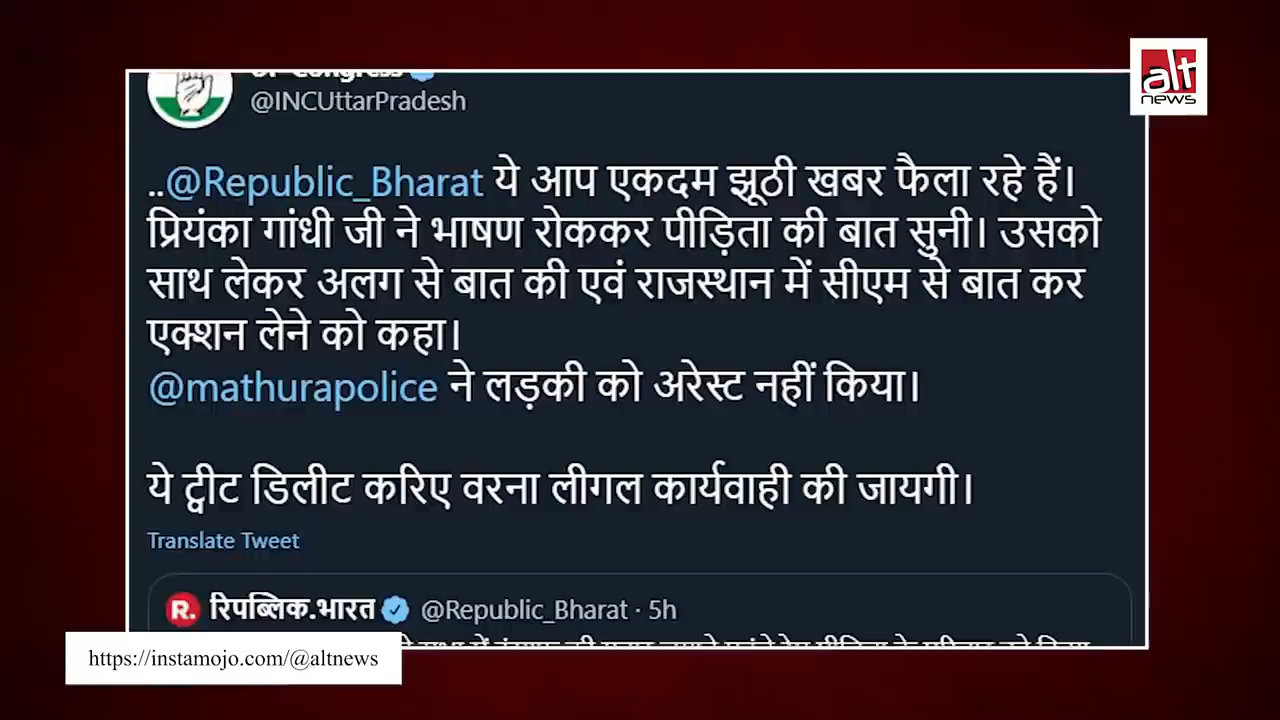 alt
news
UP Congress
@INCUttarPradesh
..@Republic_Bharat ये आप एकदम झूठी खबर फैला रहे हैं।
प्रियंका गांधी जी ने भाषण रोककर पीड़िता की बात सुनी। उसको
साथ लेकर अलग से बात की एवं राजस्थान में सीएम से बात कर
एक्शन लेने को कहा।
@mathurapolice ने लड़की को अरेस्ट नहीं किया।
ये ट्वीट डिलीट करिए वरना लीगल कार्यवाही की जायगी।
Translate Tweet
R. रिपब्लिक.भारत @Republic_Bharat · 5h
https://instamojo.com/@altnews